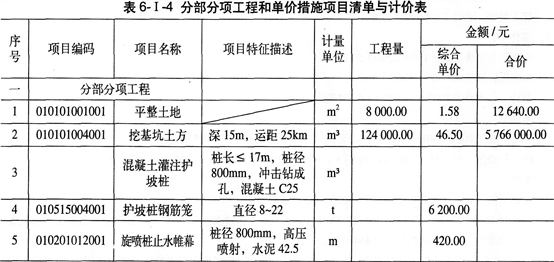 表 6-Ⅰ-4 分部分项工程和单价措施项目清单与计价表
序号 项目编码 项目名称 项目特征描述 计量单位 工程量 金额/元
综合单价 合价
一 分部分项工程
1 010101001001 平整土地 m² 8 000.00 1.58 12 640.00
2 010101004001 挖基坑土方 深 15m，运距 25km m³ 124 000.00 46.50 5 766 000.00
3 混凝土灌注护坡桩 桩长≤ 17m，桩径 800mm，冲击钻成孔，混凝土 C25 m³
4 010515004001 护坡桩钢筋笼 直径 8~22 t 6 200.00
5 010201012001 旋喷桩止水帷幕 桩径 800mm，高压喷射，水泥 42.5 m 420.00